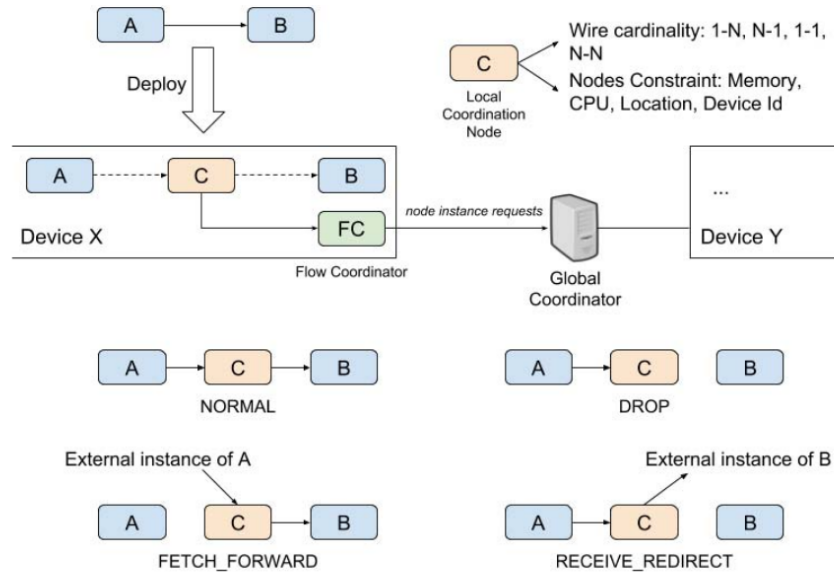 A
B
Deploy
C
Local
Coordination
Node
Wire cardinality: 1-N, N-1, 1-1,
N-N
Nodes Constraint: Memory,
CPU, Location, Device Id
A
C
B
Device X
FC
Flow Coordinator
node instance requests
Global
Coordinator
...
Device Y
A
C
B
NORMAL
A
C
B
DROP
External instance of A
A
C
B
FETCH_FORWARD
External instance of B
A
C
B
RECEIVE_REDIRECT